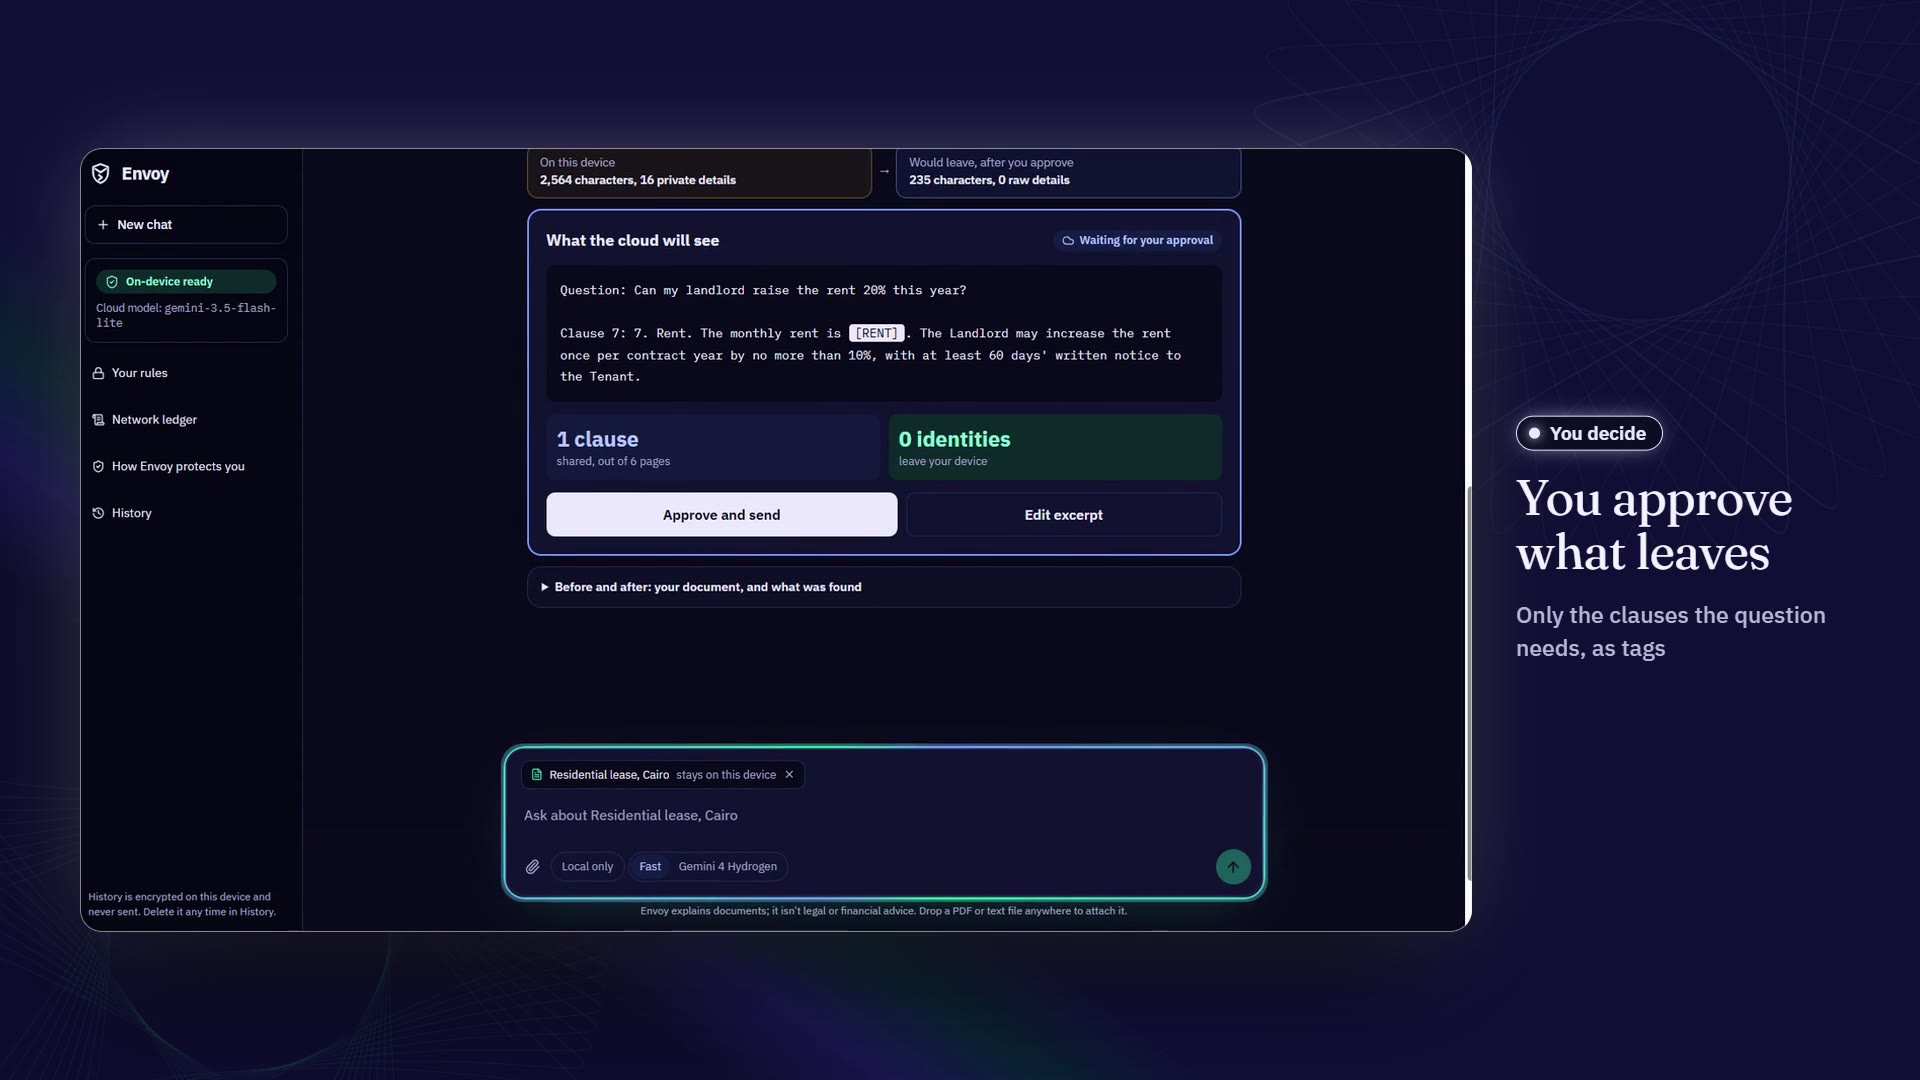 Envoy
New chat
On-device ready
Cloud model: gemini-3.5-flash-
lite
Your rules
Network ledger
How Envoy protects you
History
History is encrypted on this device and
never sent. Delete it any time in History.
On this device
2,564 characters, 16 private details
→
Would leave, after you approve
235 characters, 0 raw details
What the cloud will see
Waiting for your approval
Question: Can my landlord raise the rent 20% this year?
Clause 7: 7. Rent. The monthly rent is [RENT]. The Landlord may increase the rent
once per contract year by no more than 10%, with at least 60 days' written notice to
the Tenant.
1 clause
shared, out of 6 pages
0 identities
leave your device
Approve and send
Edit excerpt
Before and after: your document, and what was found
Residential lease, Cairo stays on this device
Ask about Residential lease, Cairo
Local only
Fast
Gemini 4 Hydrogen
Envoy explains documents; it isn't legal or financial advice. Drop a PDF or text file anywhere to attach it.
You decide
You approve
what leaves
Only the clauses the question
needs, as tags